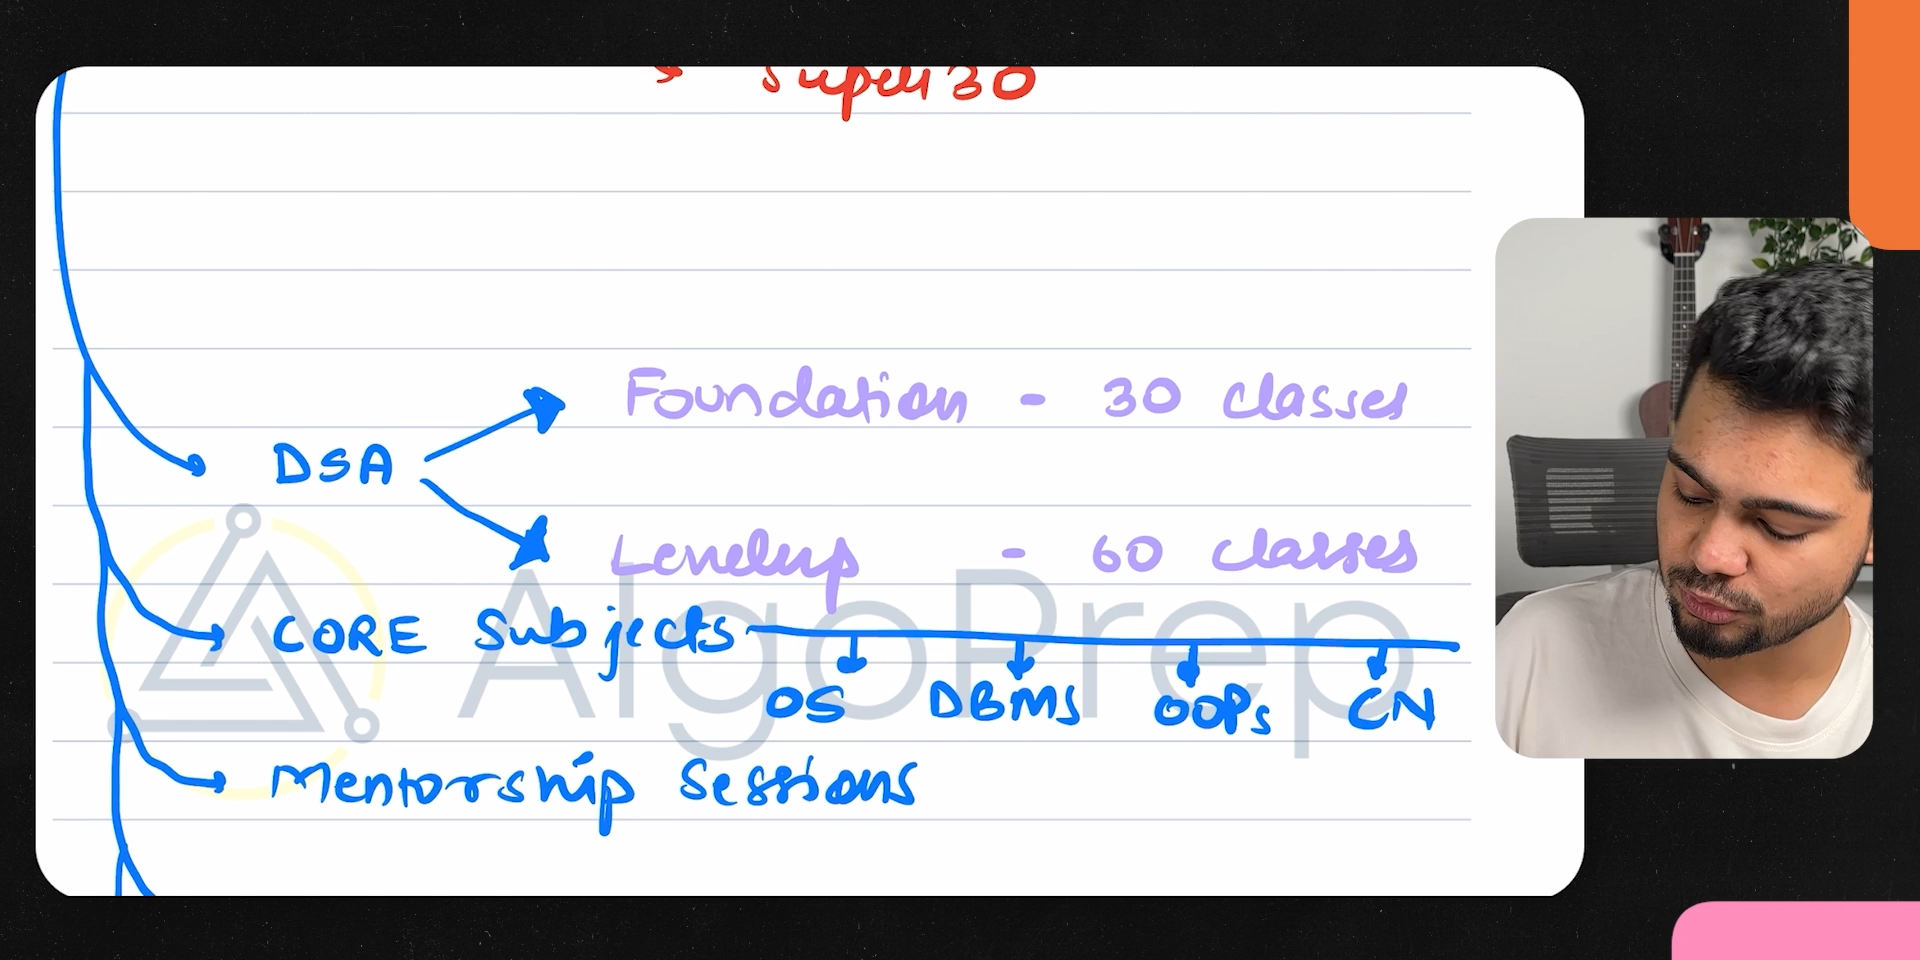 Super 30
Foundation - 30 classes
DSA
Levelup - 60 classes
CORE Subjects
OS DBMS OOPs CN
Mentorship Sessions
AlgoPrep